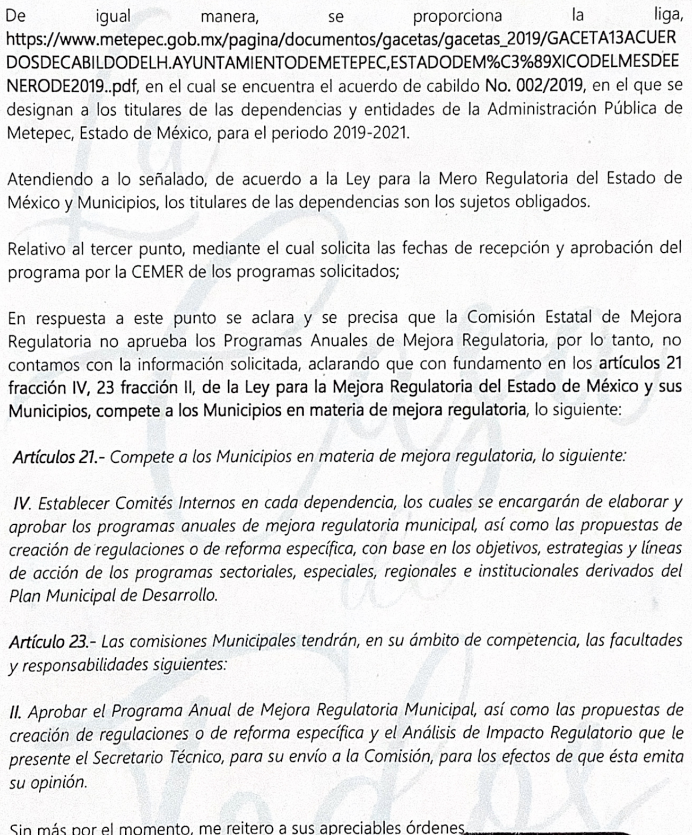 De igual manera, se proporciona la liga,
https://www.metepec.gob.mx/pagina/documentos/gacetas/gacetas_2019/GACETA13ACUER
DOSDECABILDODELH.AYUNTAMIENTODEMETEPEC,ESTADODEM%C3%89XICODELMESDEE
NERODE2019..pdf, en el cual se encuentra el acuerdo de cabildo No. 002/2019, en el que se
designan a los titulares de las dependencias y entidades de la Administración Pública de
Metepec, Estado de México, para el periodo 2019-2021.
Atendiendo a lo señalado, de acuerdo a la Ley para la Mero Regulatoria del Estado de
México y Municipios, los titulares de las dependencias son los sujetos obligados.
Relativo al tercer punto, mediante el cual solicita las fechas de recepción y aprobación del
programa por la CEMER de los programas solicitados;
En respuesta a este punto se aclara y se precisa que la Comisión Estatal de Mejora
Regulatoria no aprueba los Programas Anuales de Mejora Regulatoria, por lo tanto, no
contamos con la información solicitada, aclarando que con fundamento en los artículos 21
fracción IV, 23 fracción II, de la Ley para la Mejora Regulatoria del Estado de México y sus
Municipios, compete a los Municipios en materia de mejora regulatoria, lo siguiente:
Artículos 21.- Compete a los Municipios en materia de mejora regulatoria, lo siguiente:
IV. Establecer Comités Internos en cada dependencia, los cuales se encargarán de elaborar y
aprobar los programas anuales de mejora regulatoria municipal, así como las propuestas de
creación de regulaciones o de reforma específica, con base en los objetivos, estrategias y líneas
de acción de los programas sectoriales, especiales, regionales e institucionales derivados del
Plan Municipal de Desarrollo.
Artículo 23.- Las comisiones Municipales tendrán, en su ámbito de competencia, las facultades
y responsabilidades siguientes:
II. Aprobar el Programa Anual de Mejora Regulatoria Municipal, así como las propuestas de
creación de regulaciones o de reforma específica y el Análisis de Impacto Regulatorio que le
presente el Secretario Técnico, para su envío a la Comisión, para los efectos de que ésta emita
su opinión.
Sin más por el momento, me reitero a sus apreciables órdenes.
La
Casa
de
Todos